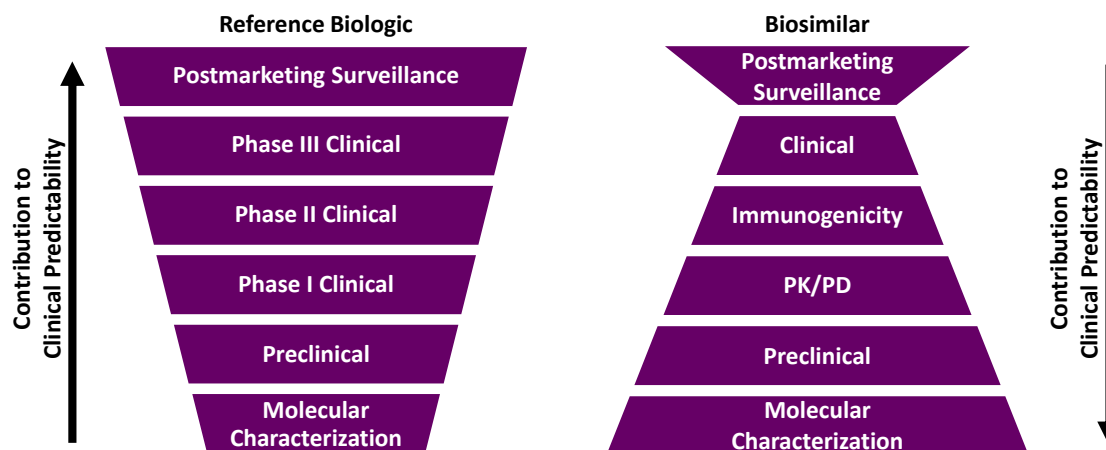 Reference Biologic
Postmarketing Surveillance
Phase III Clinical
Phase II Clinical
Phase I Clinical
Preclinical
Molecular
Characterization
Contribution to
Clinical Predictability
Biosimilar
Postmarketing
Surveillance
Clinical
Immunogenicity
PK/PD
Preclinical
Molecular
Characterization
Contribution to
Clinical Predictability